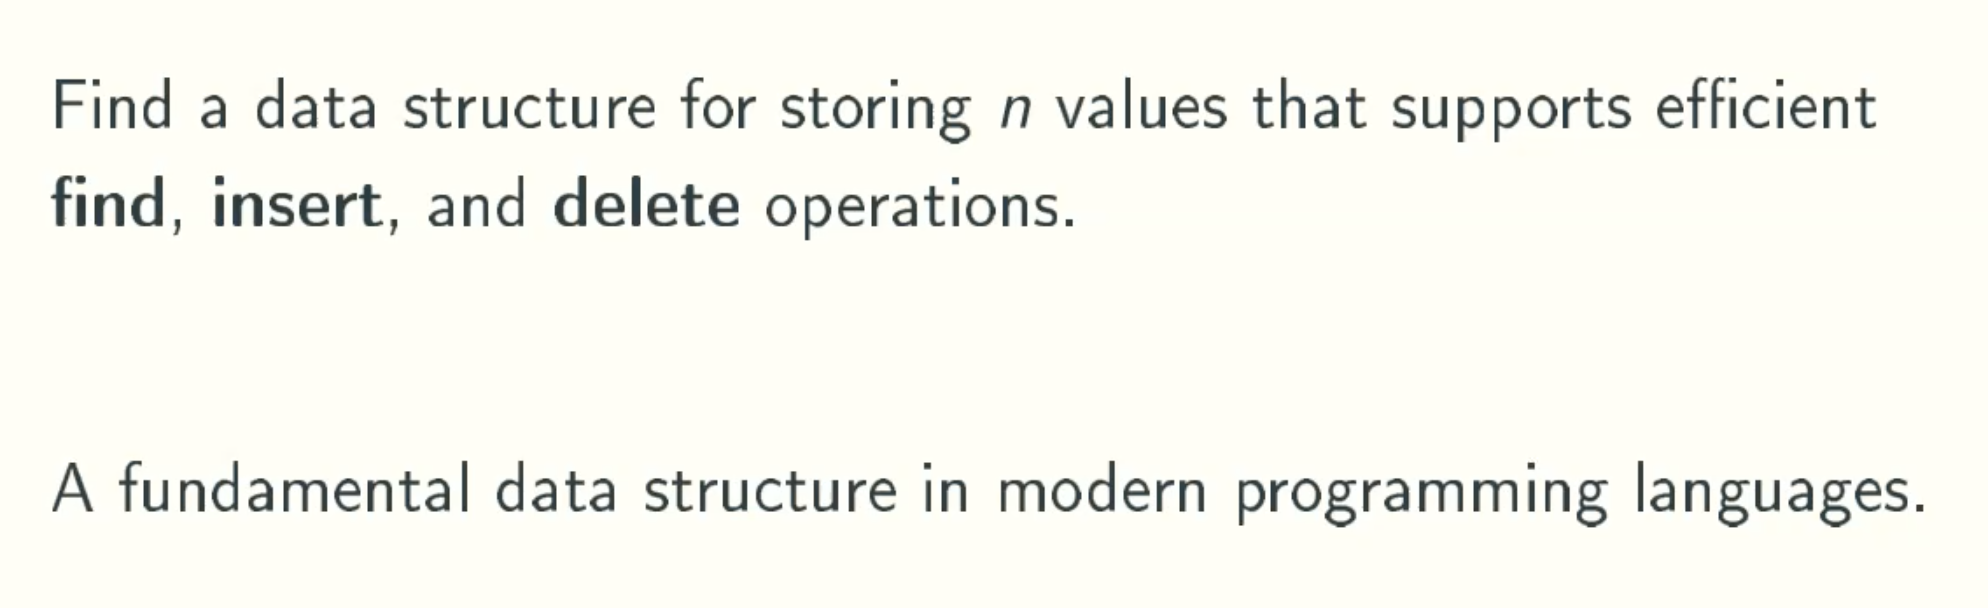 Find a data structure for storing n values that supports efficient
find, insert, and delete operations.
A fundamental data structure in modern programming languages.